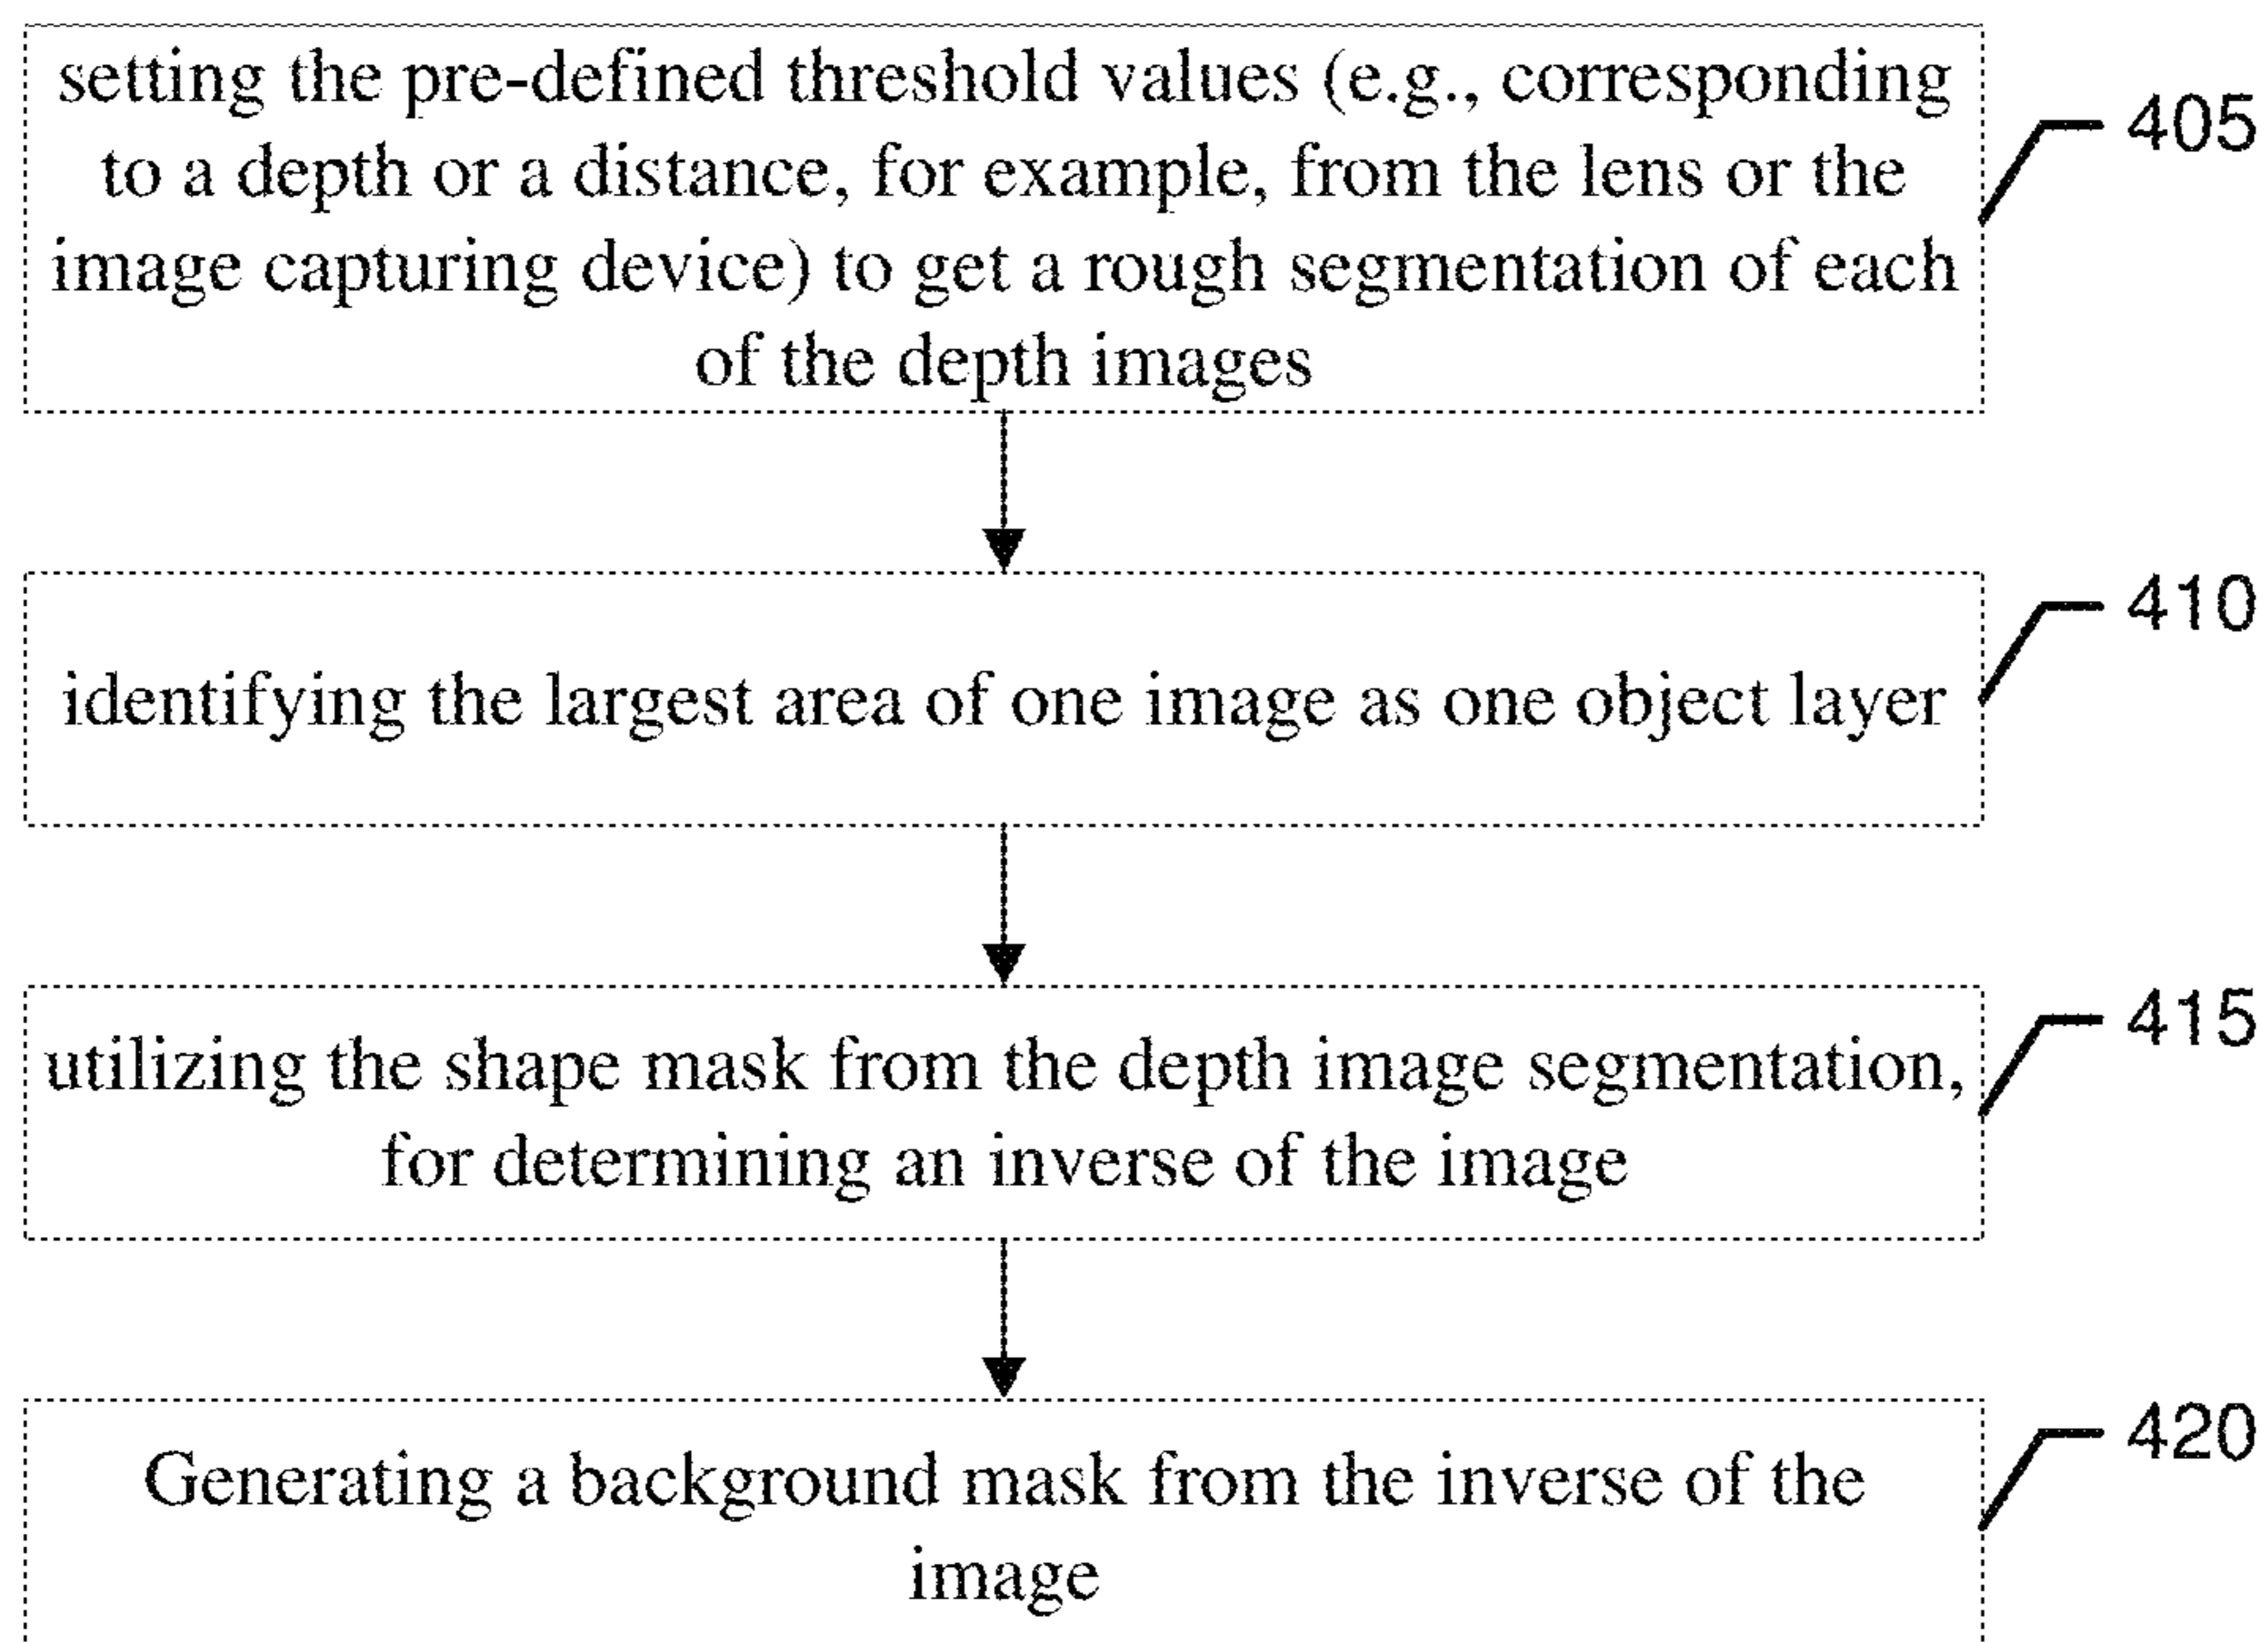 setting the pre-defined threshold values (e.g., corresponding
to a depth or a distance, for example, from the lens or the
image capturing device) to get a rough segmentation of each
of the depth images
405
identifying the largest area of one image as one object layer
410
utilizing the shape mask from the depth image segmentation,
for determining an inverse of the image
415
Generating a background mask from the inverse of the
image
420